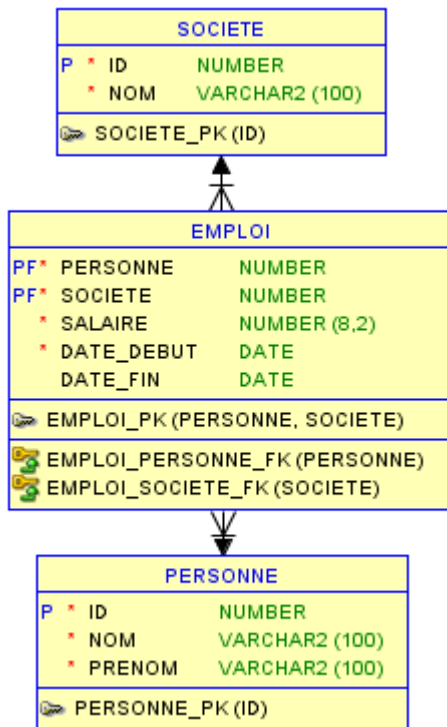 SOCIETE
P * ID NUMBER
* NOM VARCHAR2 (100)
SOCIETE_PK (ID)
EMPLOI
PF* PERSONNE NUMBER
PF* SOCIETE NUMBER
* SALAIRE NUMBER (8,2)
* DATE_DEBUT DATE
DATE_FIN DATE
EMPLOI_PK (PERSONNE, SOCIETE)
EMPLOI_PERSONNE_FK (PERSONNE)
EMPLOI_SOCIETE_FK (SOCIETE)
PERSONNE
P * ID NUMBER
* NOM VARCHAR2 (100)
* PRENOM VARCHAR2 (100)
PERSONNE_PK (ID)